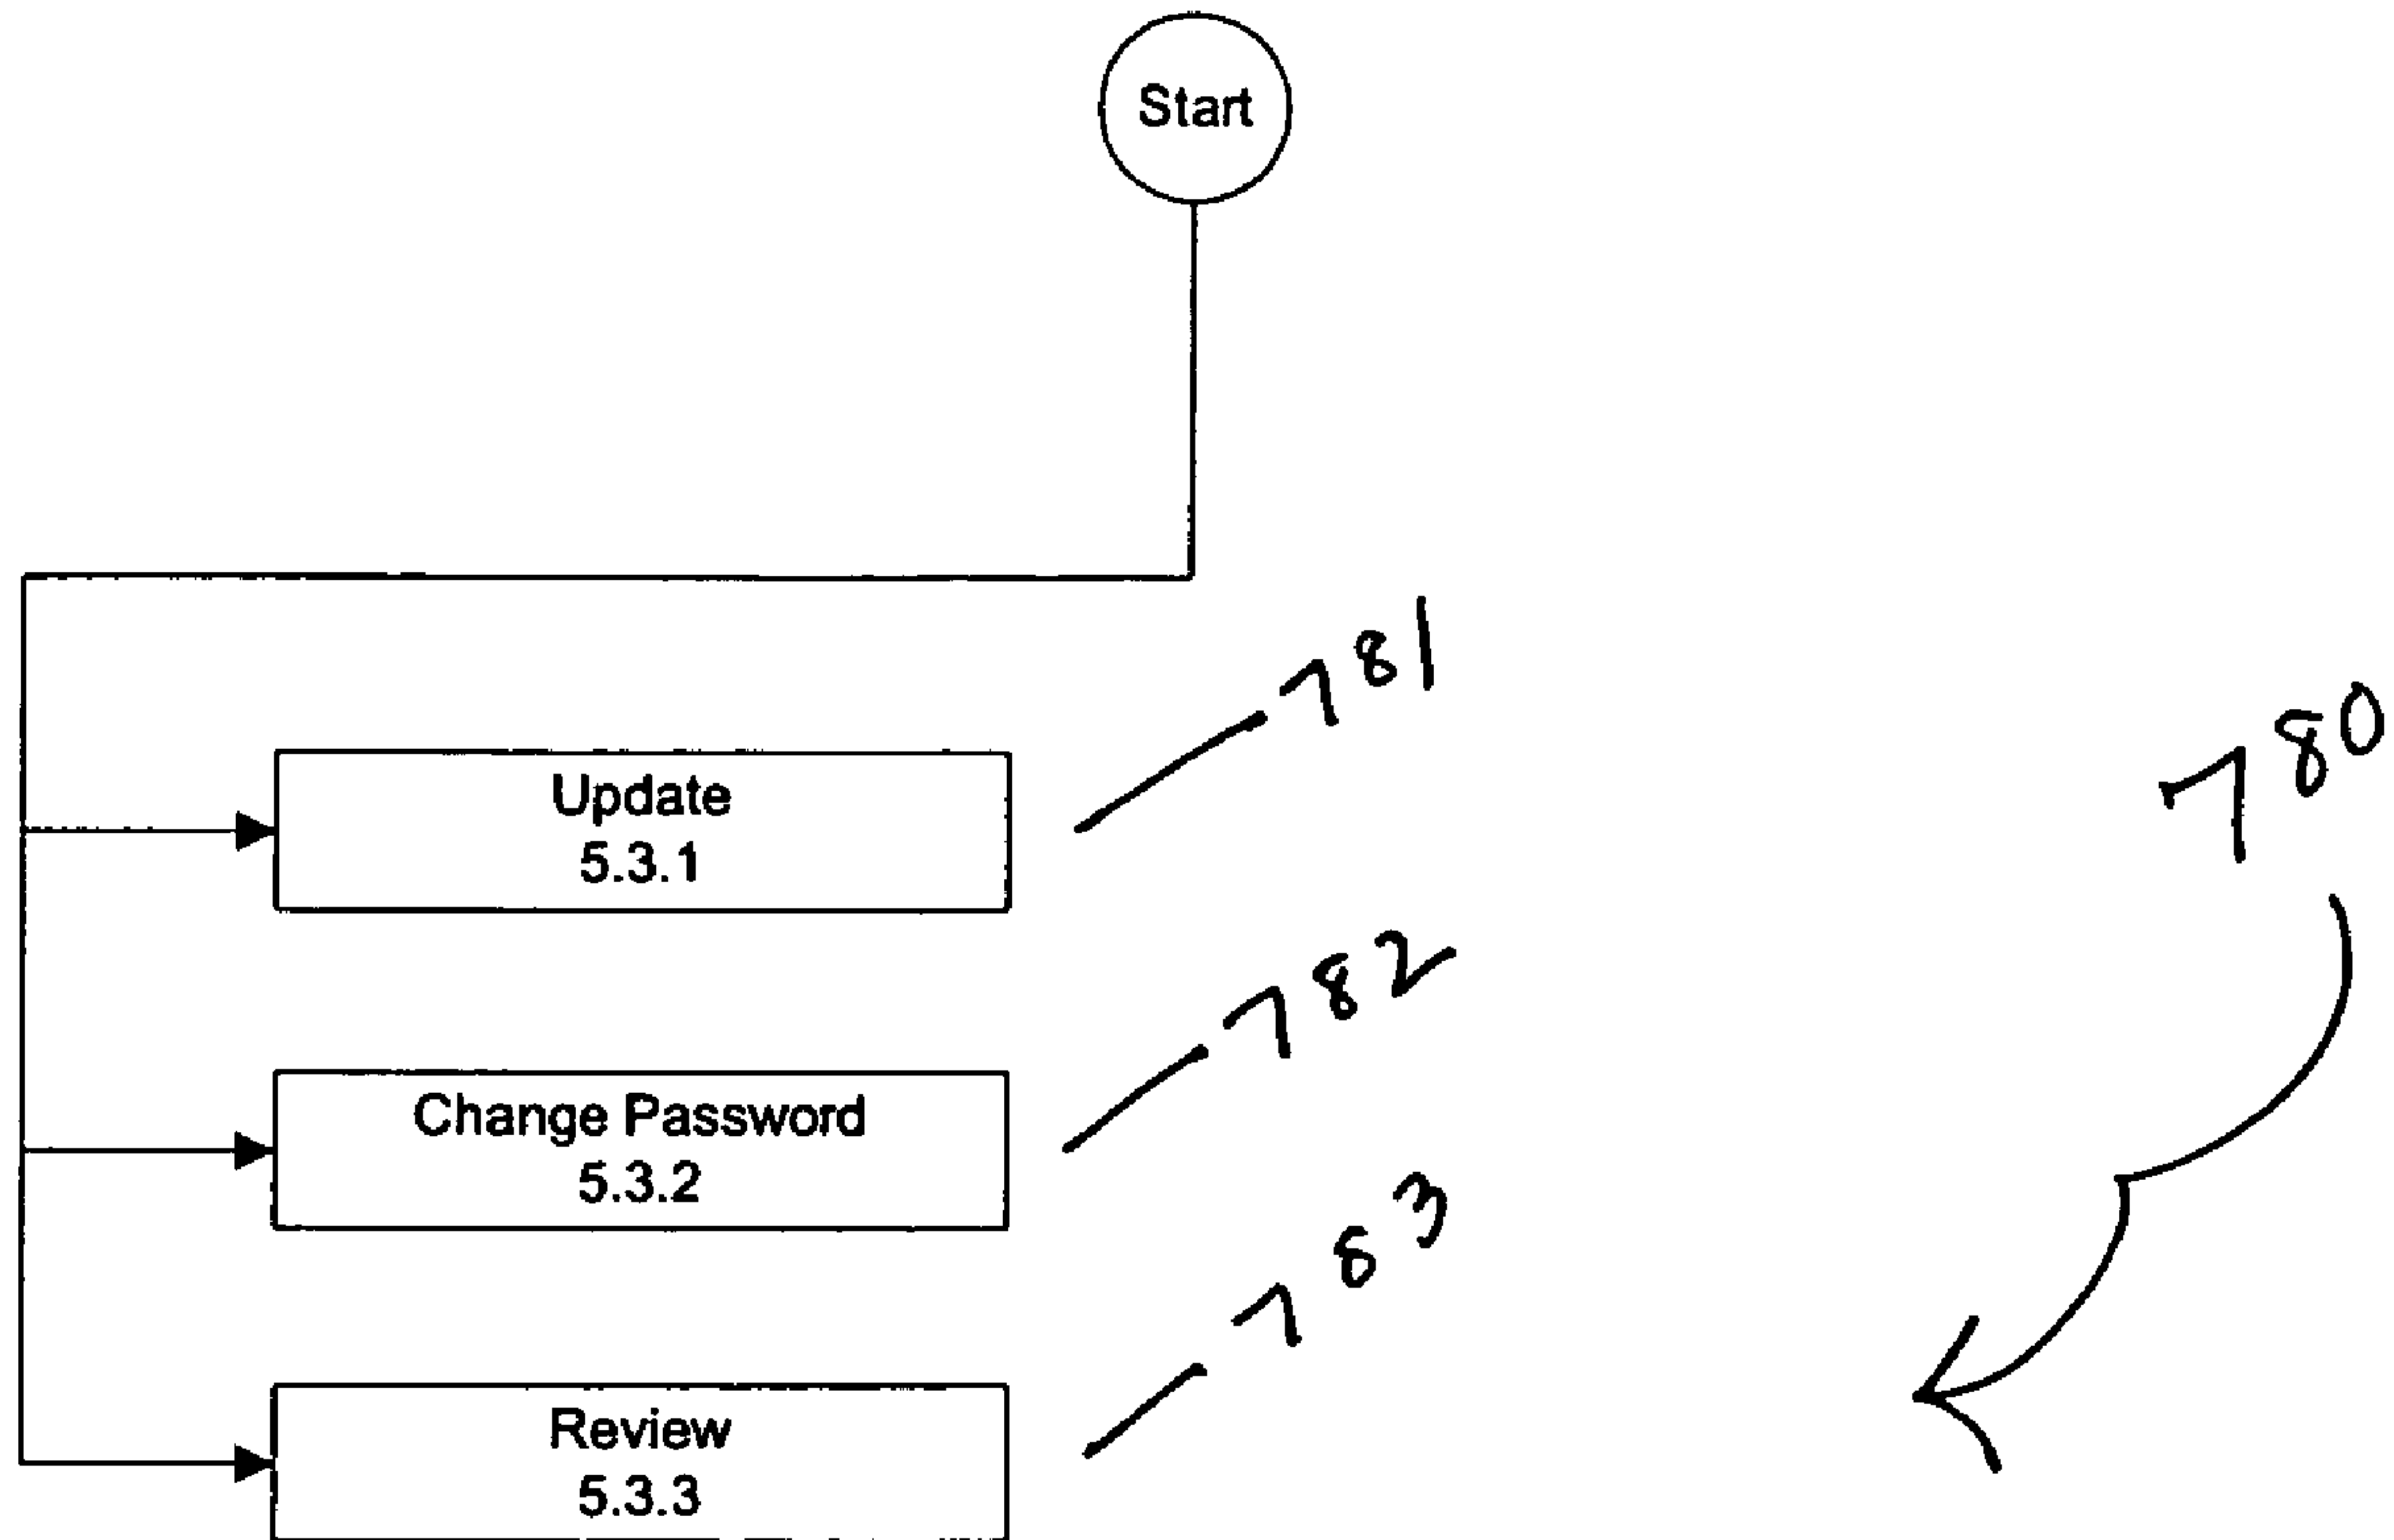 Start
781
780
Update
5.3.1
782
Change Password
5.3.2
783
Review
5.3.3